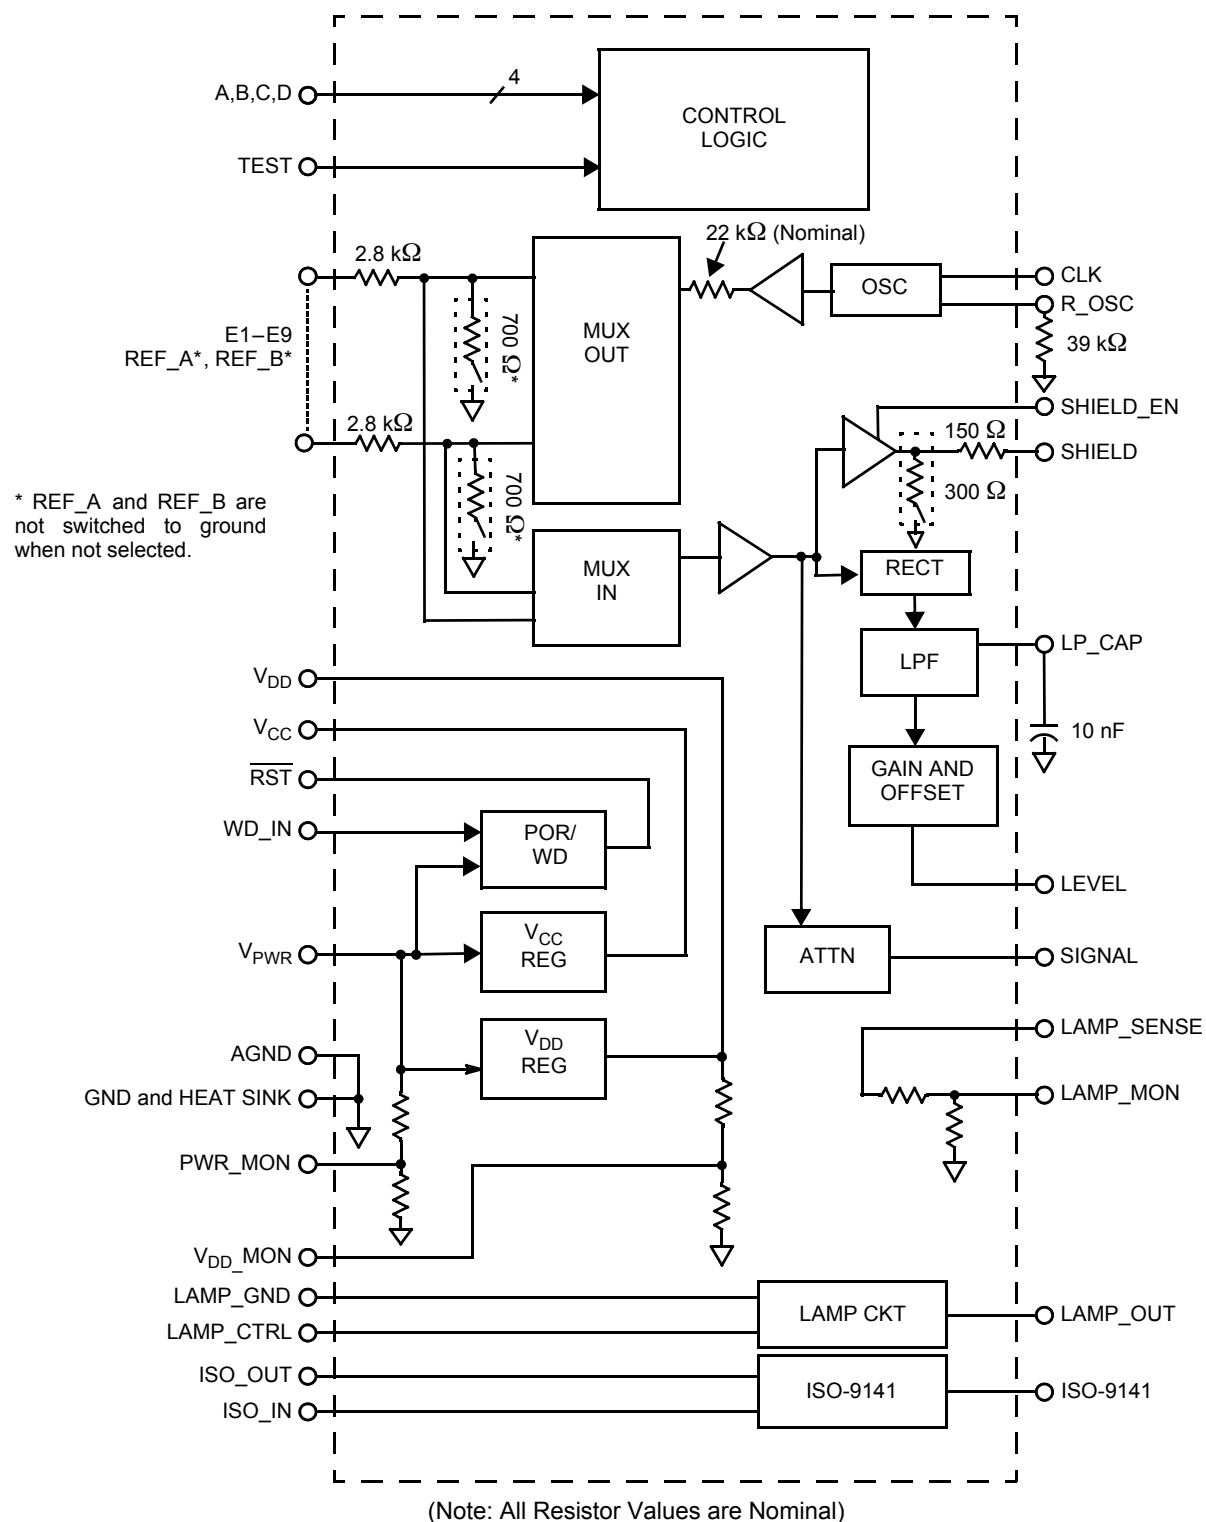 A,B,C,D
4
CONTROL
LOGIC
TEST
22 kΩ (Nominal)
2.8 kΩ
MUX
OUT
OSC
CLK
R_OSC
39 kΩ
700 Ω*
E1–E9
REF_A*, REF_B*
2.8 kΩ
SHIELD_EN
150 Ω
SHIELD
300 Ω
700 Ω*
* REF_A and REF_B are
not switched to ground
when not selected.
MUX
IN
RECT
LPF
LP_CAP
10 nF
GAIN AND
OFFSET
VDD
VCC
RST
WD_IN
POR/
WD
LEVEL
VPWR
VCC
REG
ATTN
SIGNAL
VDD
REG
AGND
GND and HEAT SINK
LAMP_SENSE
LAMP_MON
PWR_MON
VDD_MON
LAMP_GND
LAMP_CTRL
LAMP CKT
LAMP_OUT
ISO_OUT
ISO_IN
ISO-9141
ISO-9141
(Note: All Resistor Values are Nominal)